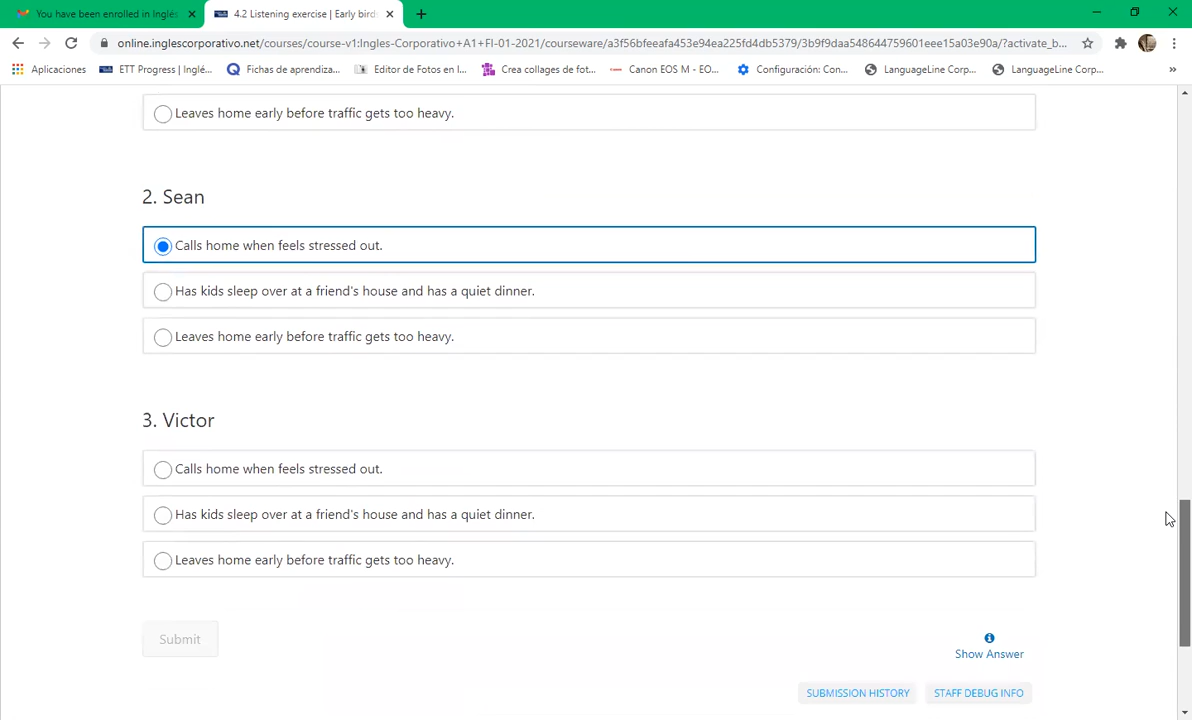 You have been enrolled in Inglés
4.2 Listening exercise | Early bird
online.inglescorporativo.net/courses/course-v1:Ingles-Corporativo+A1+FI-01-2021/courseware/a3f56bfeeafa453e94ea225fd4db5379/3b9f9daa548644759601eee15a03e90a/?activate_b...
Aplicaciones ETT Progress | Inglé... Fichas de aprendiza... Editor de Fotos en l... Crea collages de fot... Canon EOS M - EO... Configuración: Con... LanguageLine Corp... LanguageLine Corp... »
Leaves home early before traffic gets too heavy.
2. Sean
Calls home when feels stressed out.
Has kids sleep over at a friend's house and has a quiet dinner.
Leaves home early before traffic gets too heavy.
3. Victor
Calls home when feels stressed out.
Has kids sleep over at a friend's house and has a quiet dinner.
Leaves home early before traffic gets too heavy.
Submit
Show Answer
SUBMISSION HISTORY STAFF DEBUG INFO